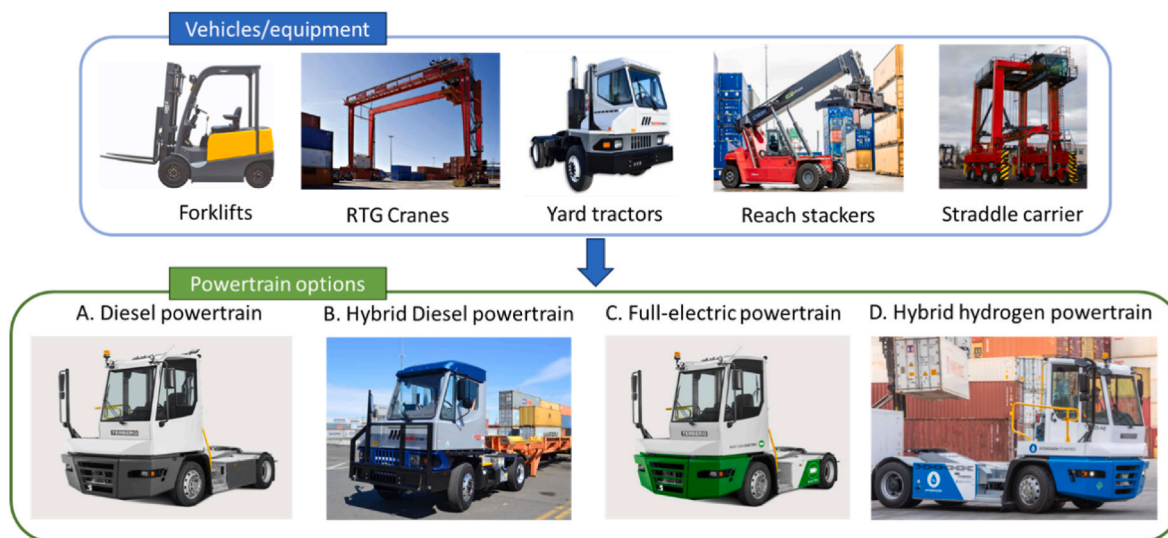 Vehicles/equipment
Forklifts
RTG Cranes
Yard tractors
Reach stackers
Straddle carrier
Powertrain options
A. Diesel powertrain
B. Hybrid Diesel powertrain
C. Full-electric powertrain
D. Hybrid hydrogen powertrain
TERBERG
TERBERG